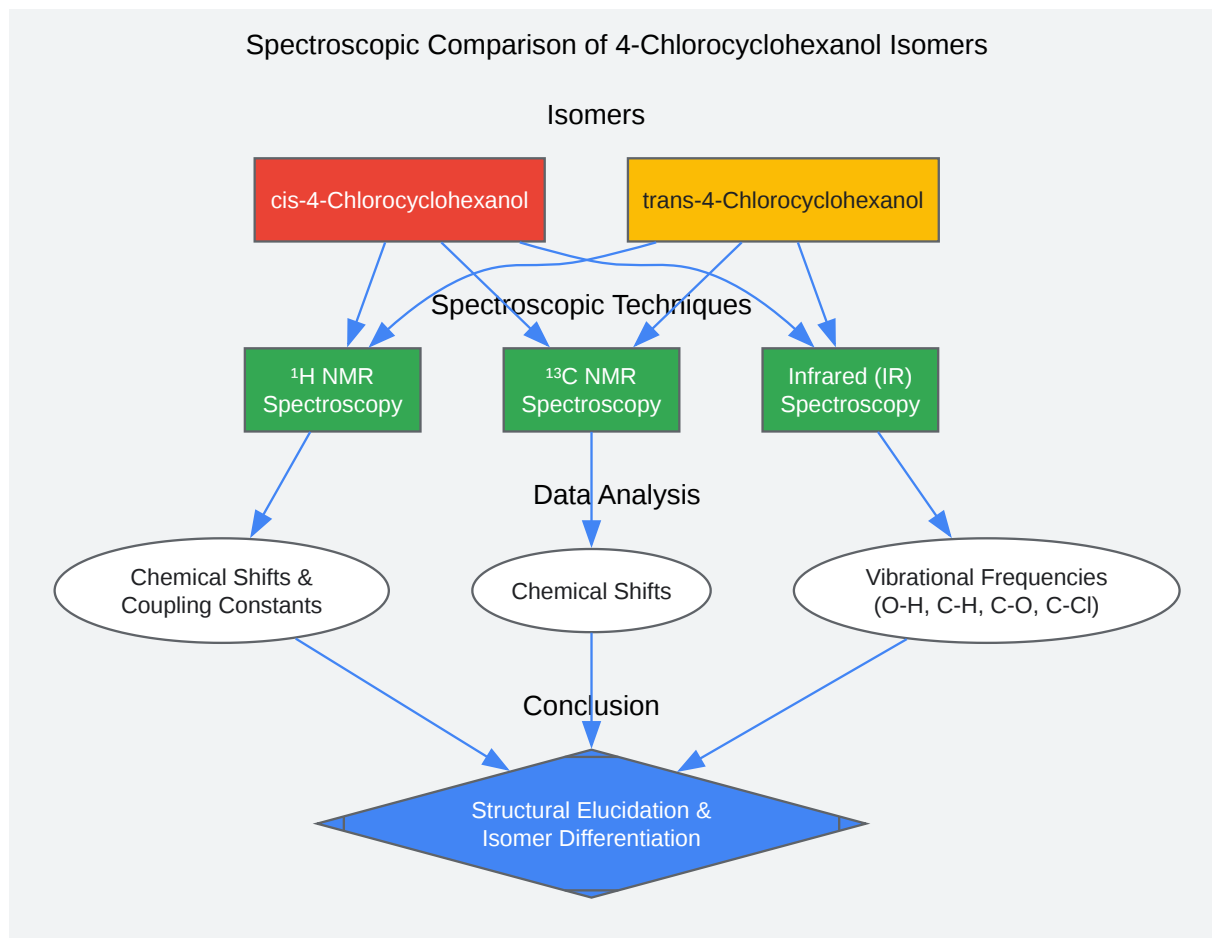 Spectroscopic Comparison of 4-Chlorocyclohexanol Isomers
Isomers
cis-4-Chlorocyclohexanol
trans-4-Chlorocyclohexanol
Spectroscopic Techniques
¹H NMR
Spectroscopy
¹³C NMR
Spectroscopy
Infrared (IR)
Spectroscopy
Data Analysis
Chemical Shifts &
Coupling Constants
Chemical Shifts
Vibrational Frequencies
(O-H, C-H, C-O, C-Cl)
Conclusion
Structural Elucidation &
Isomer Differentiation